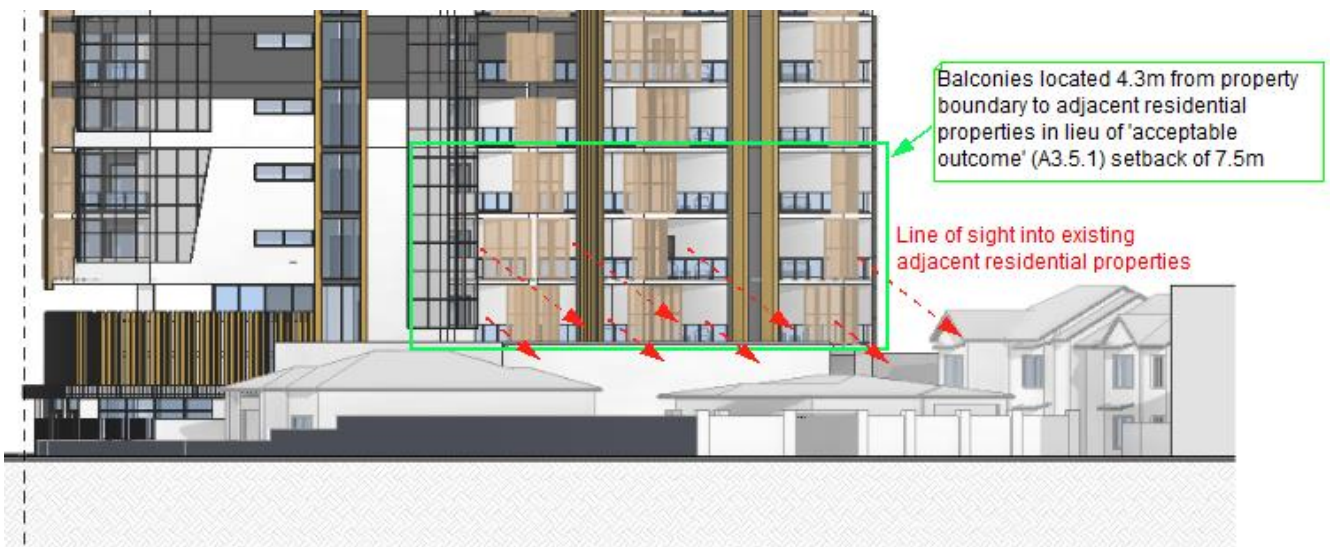 Balconies located 4.3m from property
boundary to adjacent residential
properties in lieu of 'acceptable
outcome' (A3.5.1) setback of 7.5m
Line of sight into existing
adjacent residential properties